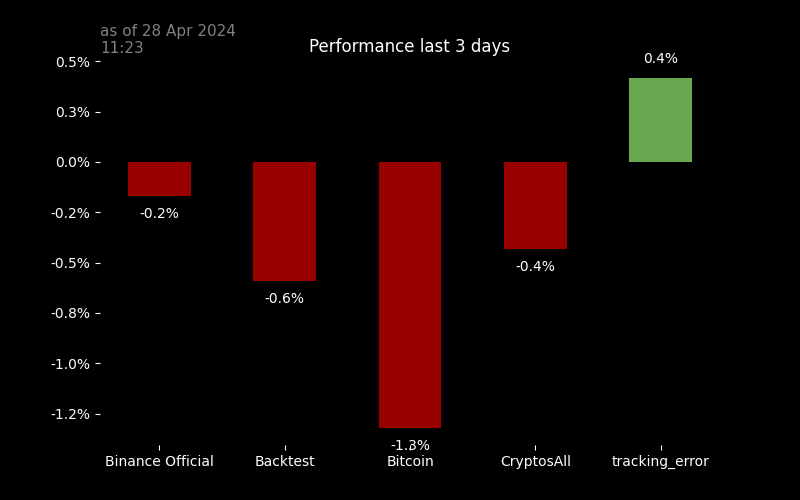 as of 28 Apr 2024
11:23
Performance last 3 days
0.5%
0.3%
0.0%
-0.2%
-0.5%
-0.8%
-1.0%
-1.2%
0.4%
-0.2%
-0.6%
-0.4%
-1.3%
Binance Official
Backtest
Bitcoin
CryptosAll
tracking_error